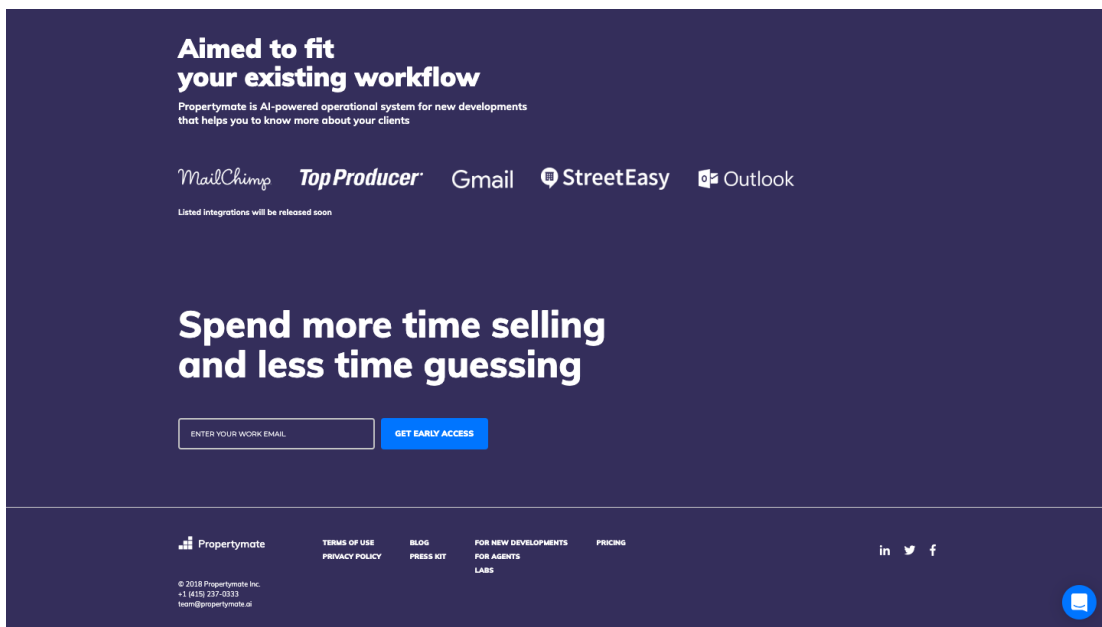 Aimed to fit
your existing workflow
Propertymate is AI-powered operational system for new developments
that helps you to know more about your clients
MailChimp TopProducer Gmail StreetEasy Outlook
Listed integrations will be released soon
Spend more time selling
and less time guessing
ENTER YOUR WORK EMAIL GET EARLY ACCESS
Propertymate TERMS OF USE BLOG FOR NEW DEVELOPMENTS PRICING
PRIVACY POLICY PRESS KIT FOR AGENTS
LABS
© 2018 Propertymate Inc.
+1 (415) 237-0333
team@propertymate.ai